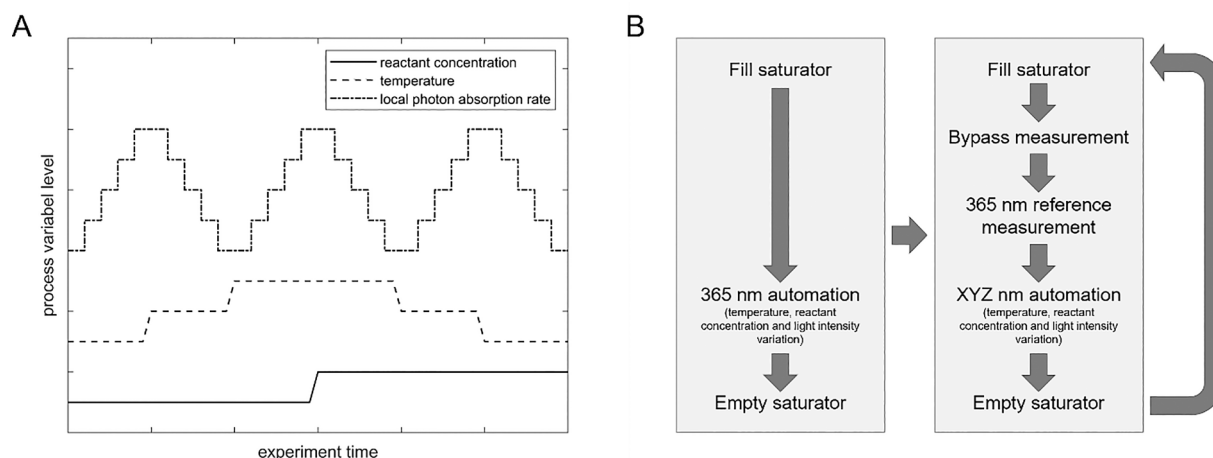 A
reactant concentration
temperature
local photon absorption rate
process variabel level
experiment time
B
Fill saturator
365 nm automation
(temperature, reactant
concentration and light intensity
variation)
Empty saturator
Fill saturator
Bypass measurement
365 nm reference
measurement
XYZ nm automation
(temperature, reactant
concentration and light intensity
variation)
Empty saturator